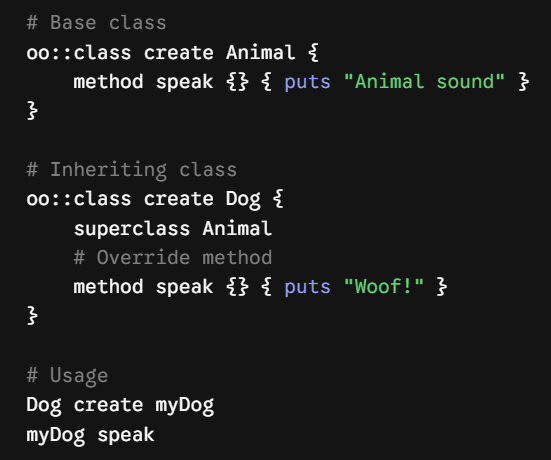 # Base class
oo::class create Animal {
    method speak {} { puts "Animal sound" }
}

# Inheriting class
oo::class create Dog {
    superclass Animal
    # Override method
    method speak {} { puts "Woof!" }
}

# Usage
Dog create myDog
myDog speak